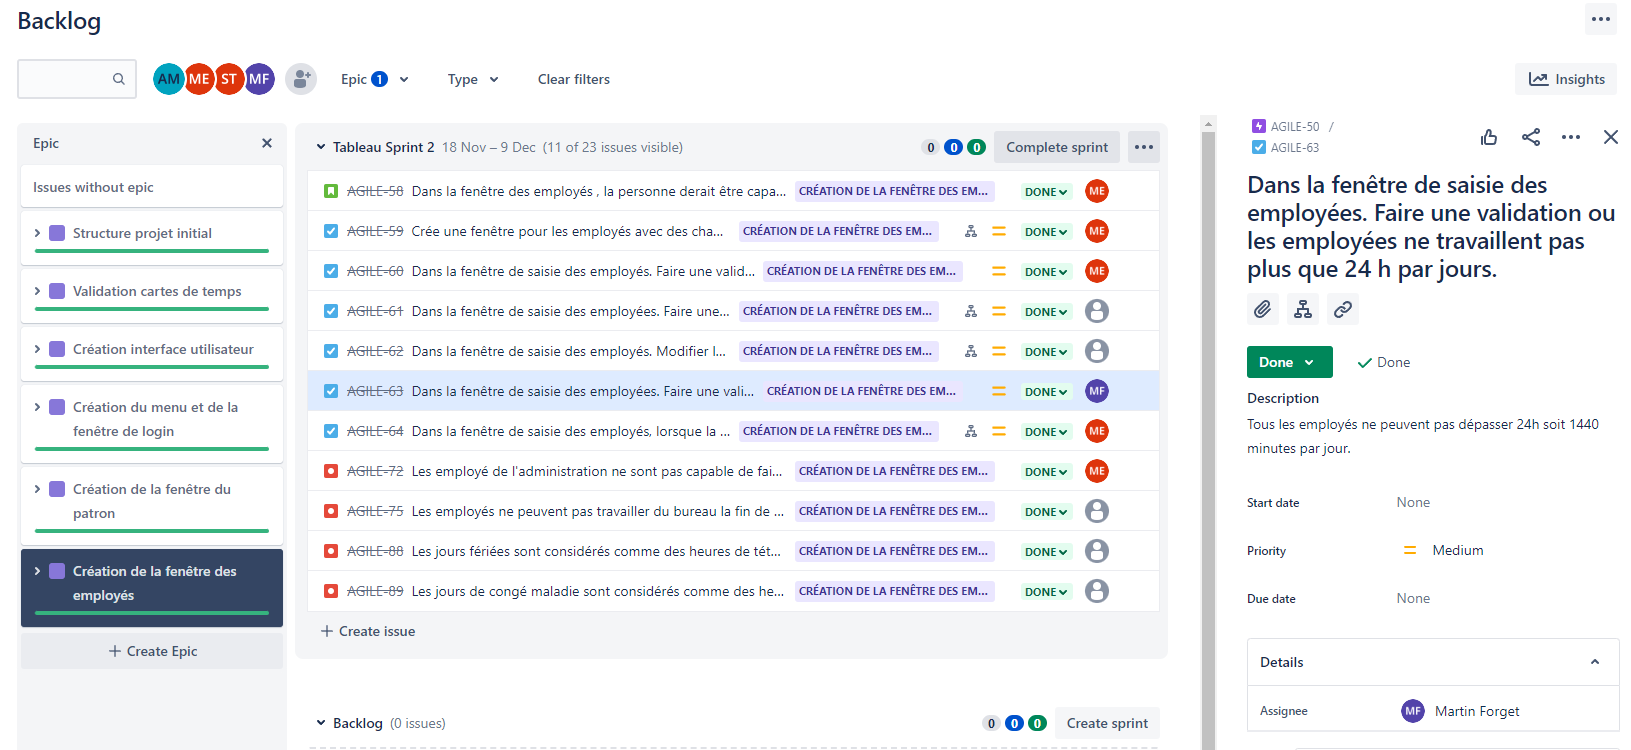 Backlog
AM ME ST MF Epic 1 Type Clear filters
Insights
Epic
Issues without epic
Structure projet initial
Validation cartes de temps
Création interface utilisateur
Création du menu et de la
fenêtre de login
Création de la fenêtre du
patron
Création de la fenêtre des
employés
+ Create Epic
Tableau Sprint 2 18 Nov – 9 Dec (11 of 23 issues visible) 0 0 0 Complete sprint
AGILE-58 Dans la fenêtre des employés , la personne derait être capa... CRÉATION DE LA FENÊTRE DES EM... DONE ME
AGILE-59 Crée une fenêtre pour les employés avec des cha... CRÉATION DE LA FENÊTRE DES EM... DONE ME
AGILE-60 Dans la fenêtre de saisie des employés. Faire une valid... CRÉATION DE LA FENÊTRE DES EM... DONE ME
AGILE-61 Dans la fenêtre de saisie des employées. Faire une... CRÉATION DE LA FENÊTRE DES EM... DONE
AGILE-62 Dans la fenêtre de saisie des employés. Modifier l... CRÉATION DE LA FENÊTRE DES EM... DONE
AGILE-63 Dans la fenêtre de saisie des employées. Faire une vali... CRÉATION DE LA FENÊTRE DES EM... DONE MF
AGILE-64 Dans la fenêtre de saisie des employés, lorsque la ... CRÉATION DE LA FENÊTRE DES EM... DONE ME
AGILE-72 Les employé de l'administration ne sont pas capable de fai... CRÉATION DE LA FENÊTRE DES EM... DONE ME
AGILE-75 Les employés ne peuvent pas travailler du bureau la fin de ... CRÉATION DE LA FENÊTRE DES EM... DONE
AGILE-88 Les jours fériées sont considérés comme des heures de tét... CRÉATION DE LA FENÊTRE DES EM... DONE
AGILE-89 Les jours de congé maladie sont considérés comme des he... CRÉATION DE LA FENÊTRE DES EM... DONE
+ Create issue
Backlog (0 issues) 0 0 0 Create sprint
AGILE-50 /
AGILE-63
Dans la fenêtre de saisie des
employées. Faire une validation ou
les employées ne travaillent pas
plus que 24 h par jours.
Done Done
Description
Tous les employés ne peuvent pas dépasser 24h soit 1440
minutes par jour.
Start date None
Priority Medium
Due date None
Details
Assignee MF Martin Forget